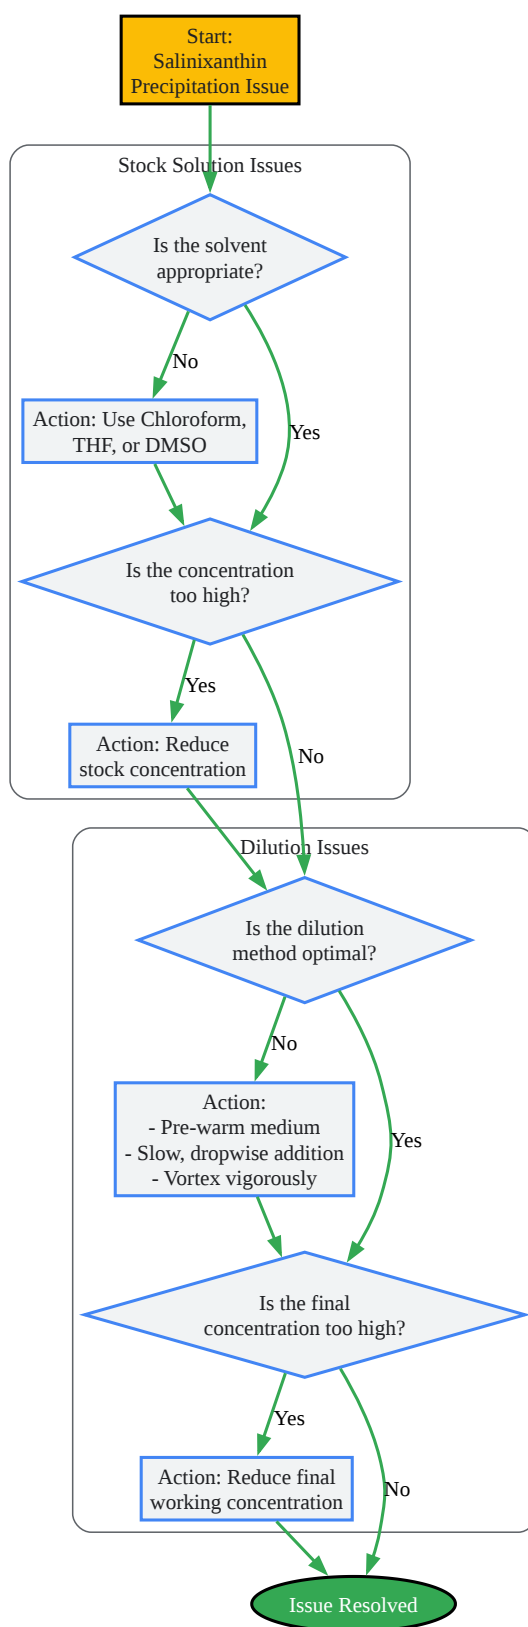 Start:
Salinixanthin
Precipitation Issue
Stock Solution Issues
Is the solvent
appropriate?
No
Action: Use Chloroform,
THF, or DMSO
Yes
Is the concentration
too high?
Yes
Action: Reduce
stock concentration
No
Dilution Issues
Is the dilution
method optimal?
No
Action:
- Pre-warm medium
- Slow, dropwise addition
- Vortex vigorously
Yes
Is the final
concentration too high?
Yes
Action: Reduce final
working concentration
No
Issue Resolved